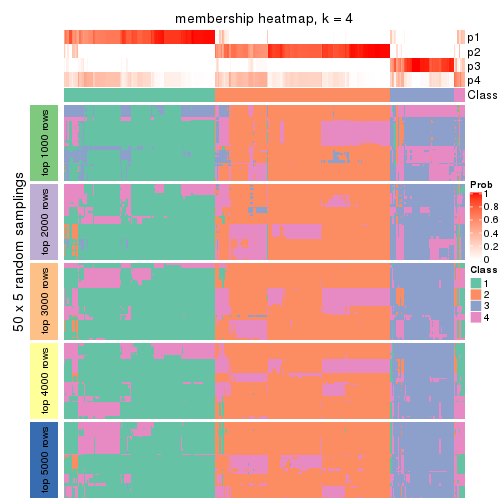 membership heatmap, k = 4
p1
p2
p3
p4
Class
50 x 5 random samplings
top 1000 rows
top 2000 rows
top 3000 rows
top 4000 rows
top 5000 rows
Prob
1
0.8
0.6
0.4
0.2
0
Class
1
2
3
4